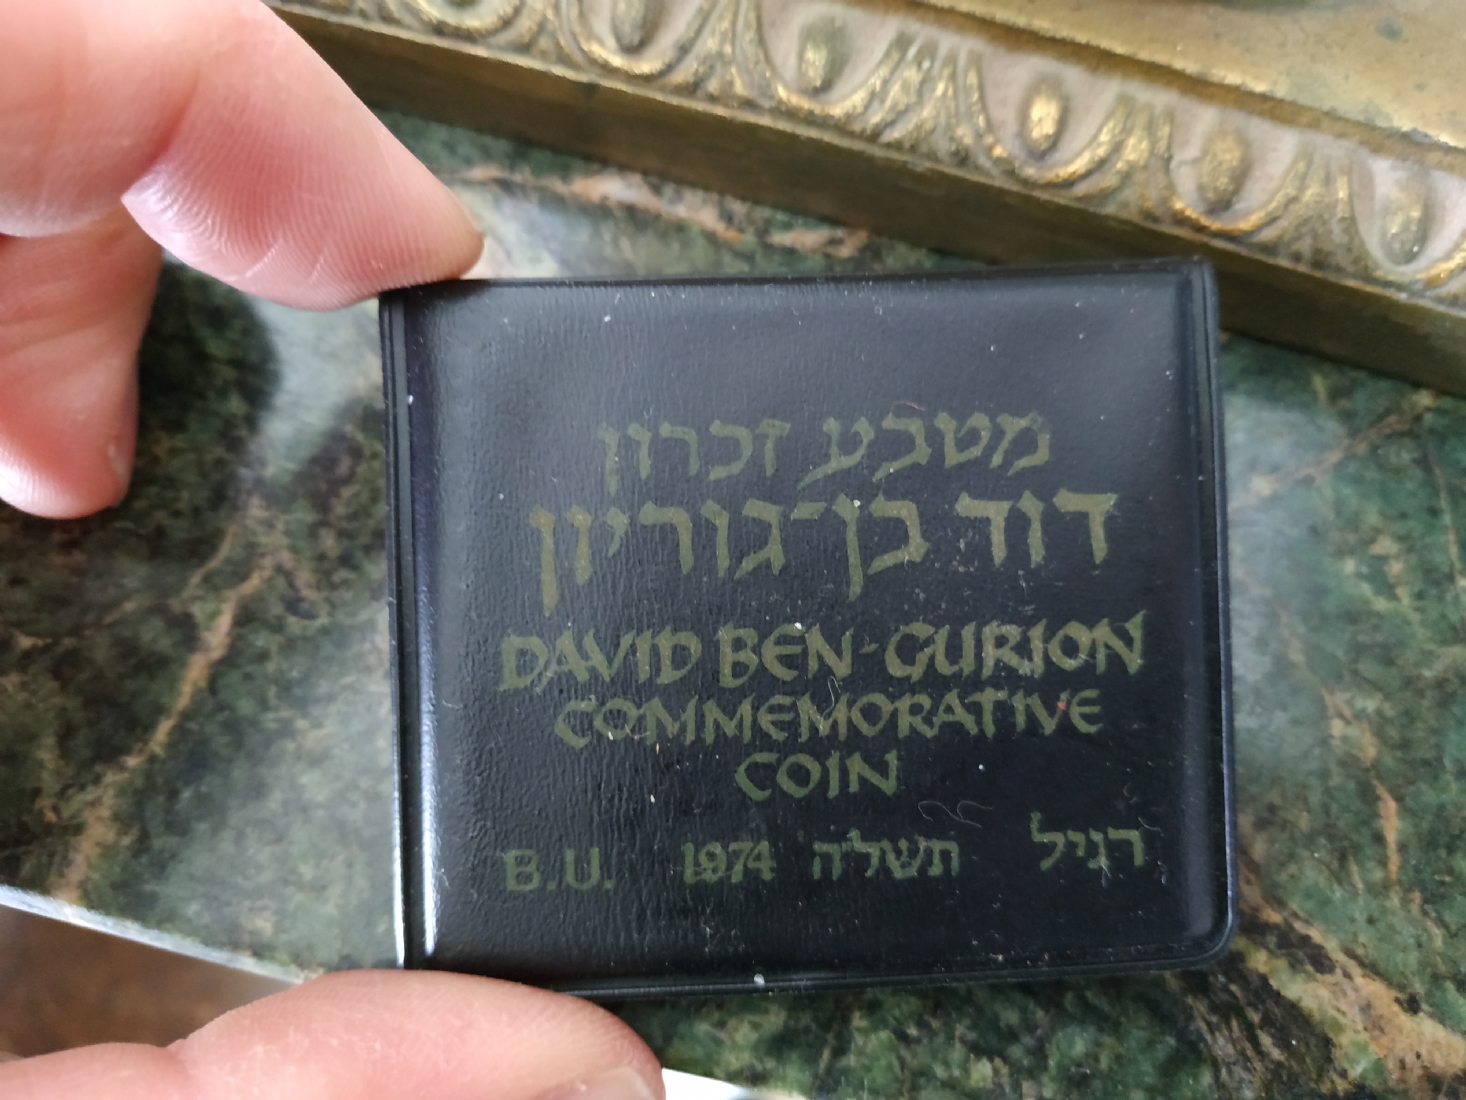 מטבע זכרון
דוד בן־גוריון
DAVID BEN-GURION
COMMEMORATIVE
COIN
B.U. 1974 תשל״ה רגיל